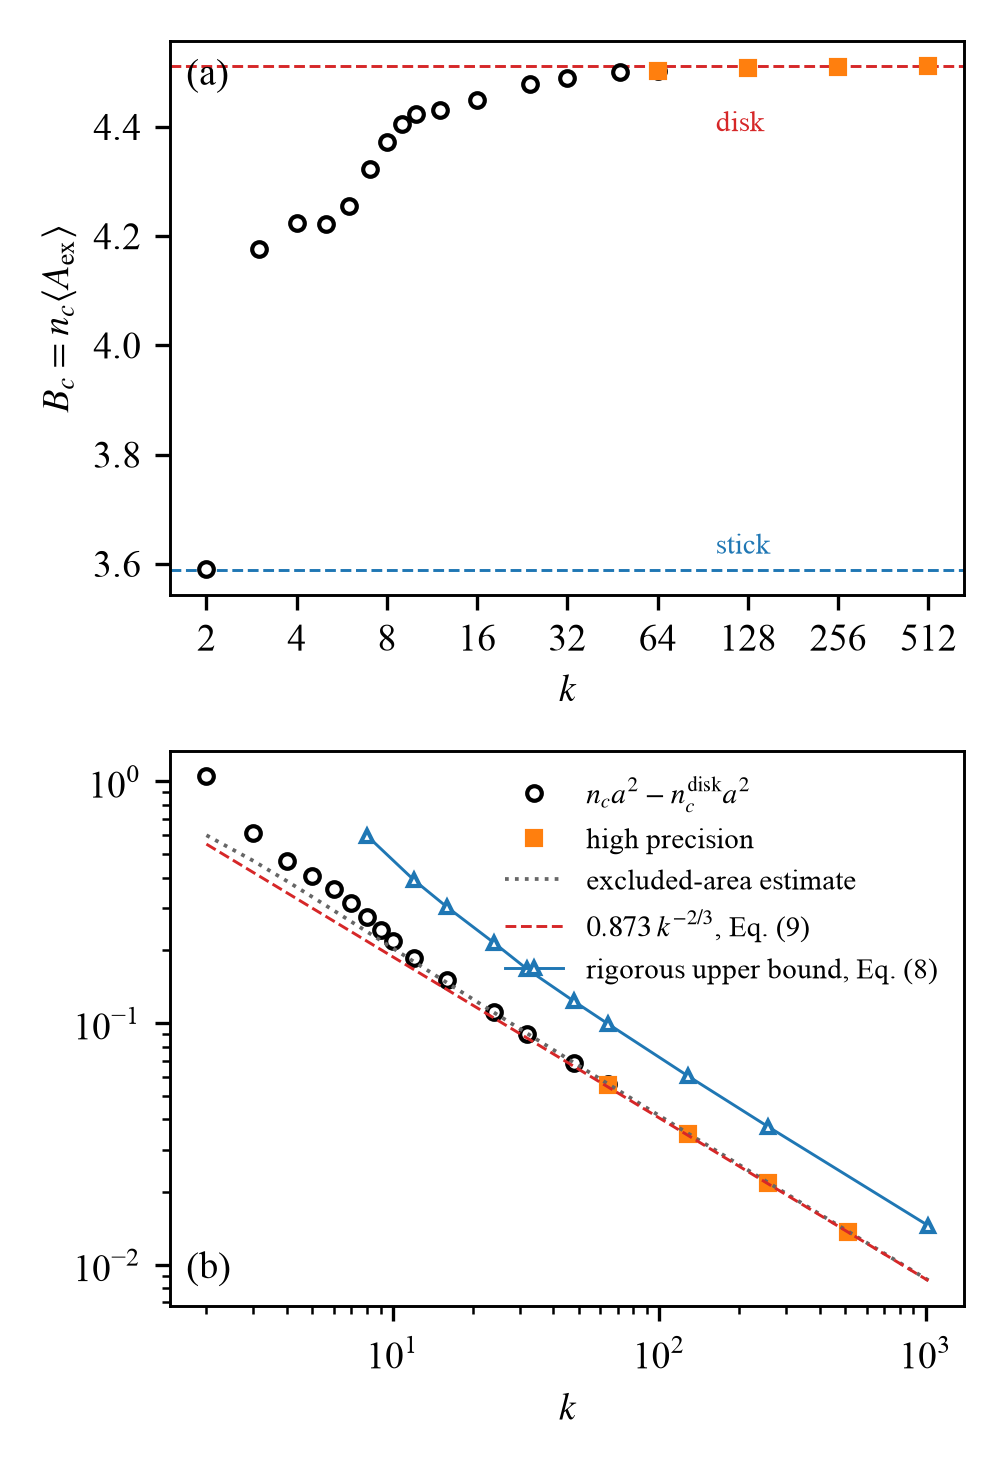 (a)
4.4
4.2
4.0
3.8
3.6
B_c = n_c⟨A_ex⟩
disk
stick
2 4 8 16 32 64 128 256 512
k
10^0
10^−1
10^−2
n_c a^2 − n_c^disk a^2
high precision
excluded-area estimate
0.873 k^−2/3, Eq. (9)
rigorous upper bound, Eq. (8)
(b)
10^1 10^2 10^3
k